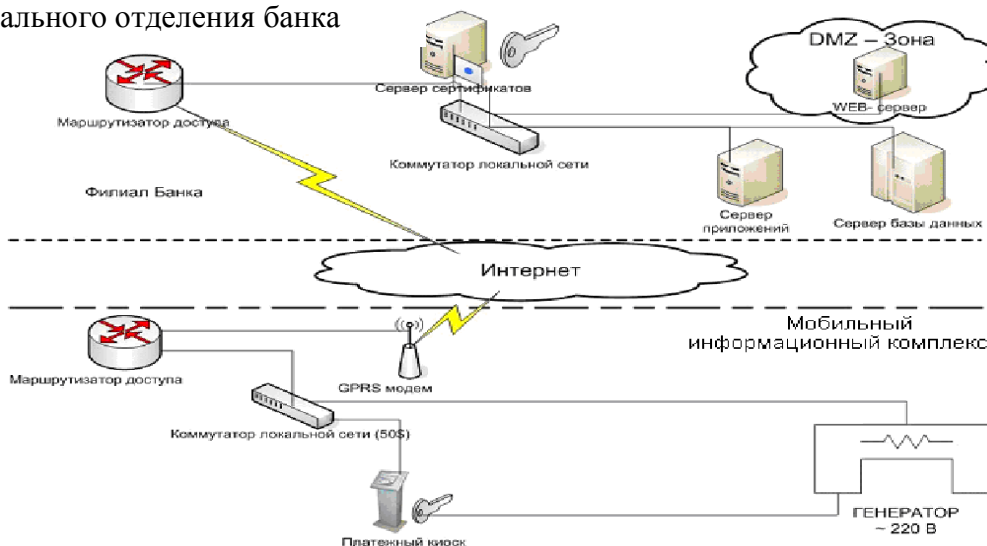 ального отделения банка
DMZ – Зона
Сервер сертификатов
WEB- сервер
Маршрутизатор доступа
Коммутатор локальной сети
Филиал Банка
Сервер
приложений
Сервер базы данных
Интернет
Мобильный
информационный комплекс
Маршрутизатор доступа
GPRS модем
Коммутатор локальной сети (50$)
ГЕНЕРАТОР
~ 220 В
Платежный киоск